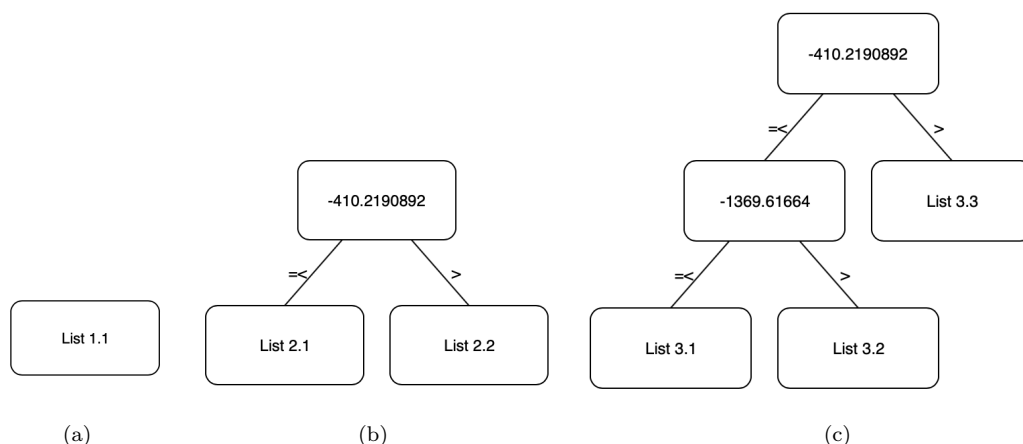 -410.2190892
=<
>
-410.2190892
-1369.61664
List 3.3
=<
>
=<
>
List 1.1
List 2.1
List 2.2
List 3.1
List 3.2
(a)
(b)
(c)